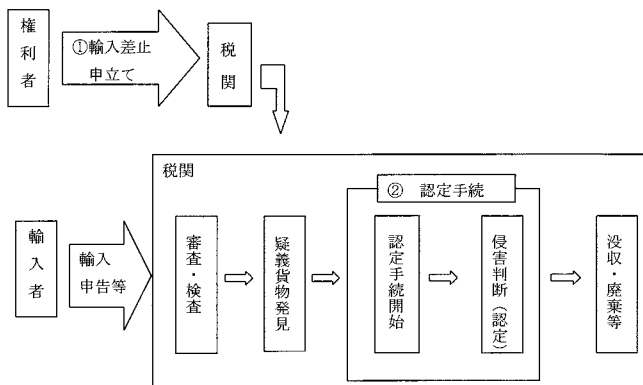 権利者
①輸入差止
申立て
税関
税関
② 認定手続
輸入者
輸入
申告等
審査・検査
疑義貨物発見
認定手続開始
侵害判断（認定）
没収・廃棄等